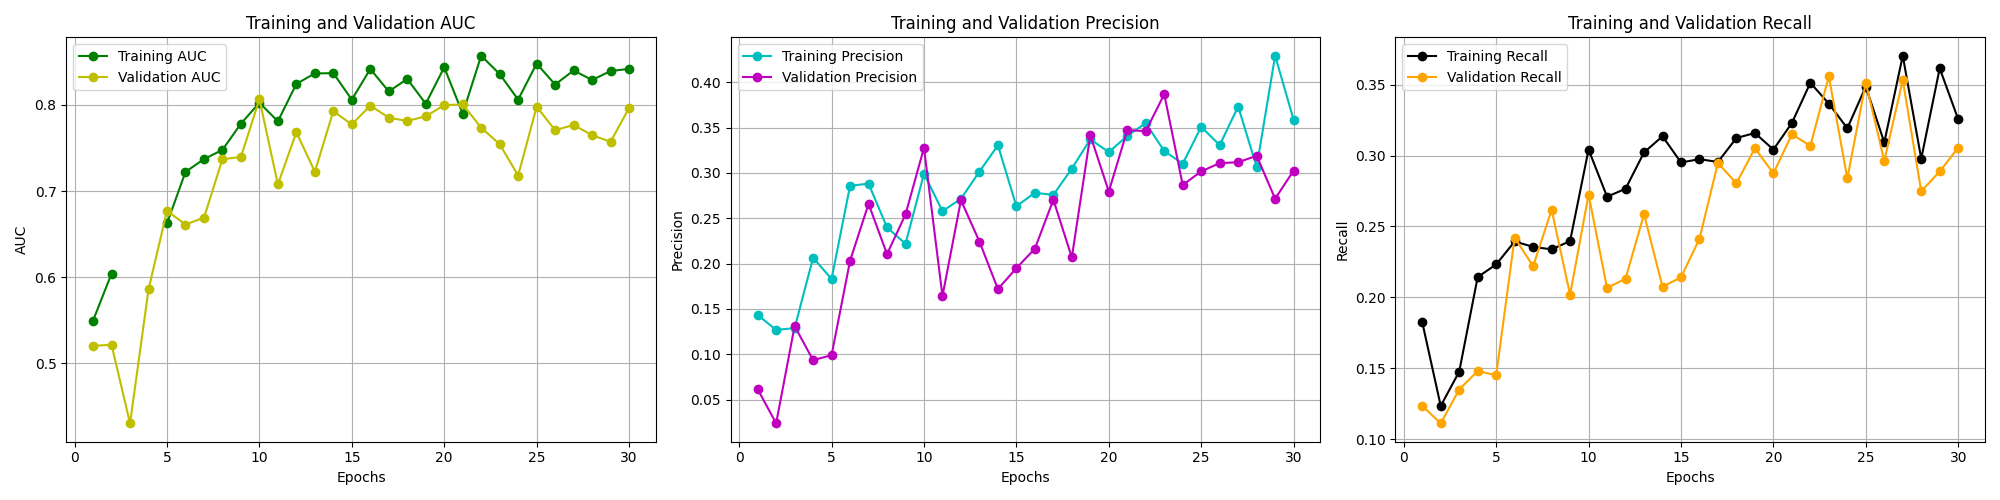 Training and Validation AUC
Training AUC
Validation AUC
AUC
0.8
0.7
0.6
0.5
0 5 10 15 20 25 30
Epochs
Training and Validation Precision
Training Precision
Validation Precision
Precision
0.40
0.35
0.30
0.25
0.20
0.15
0.10
0.05
0 5 10 15 20 25 30
Epochs
Training and Validation Recall
Training Recall
Validation Recall
Recall
0.35
0.30
0.25
0.20
0.15
0.10
0 5 10 15 20 25 30
Epochs